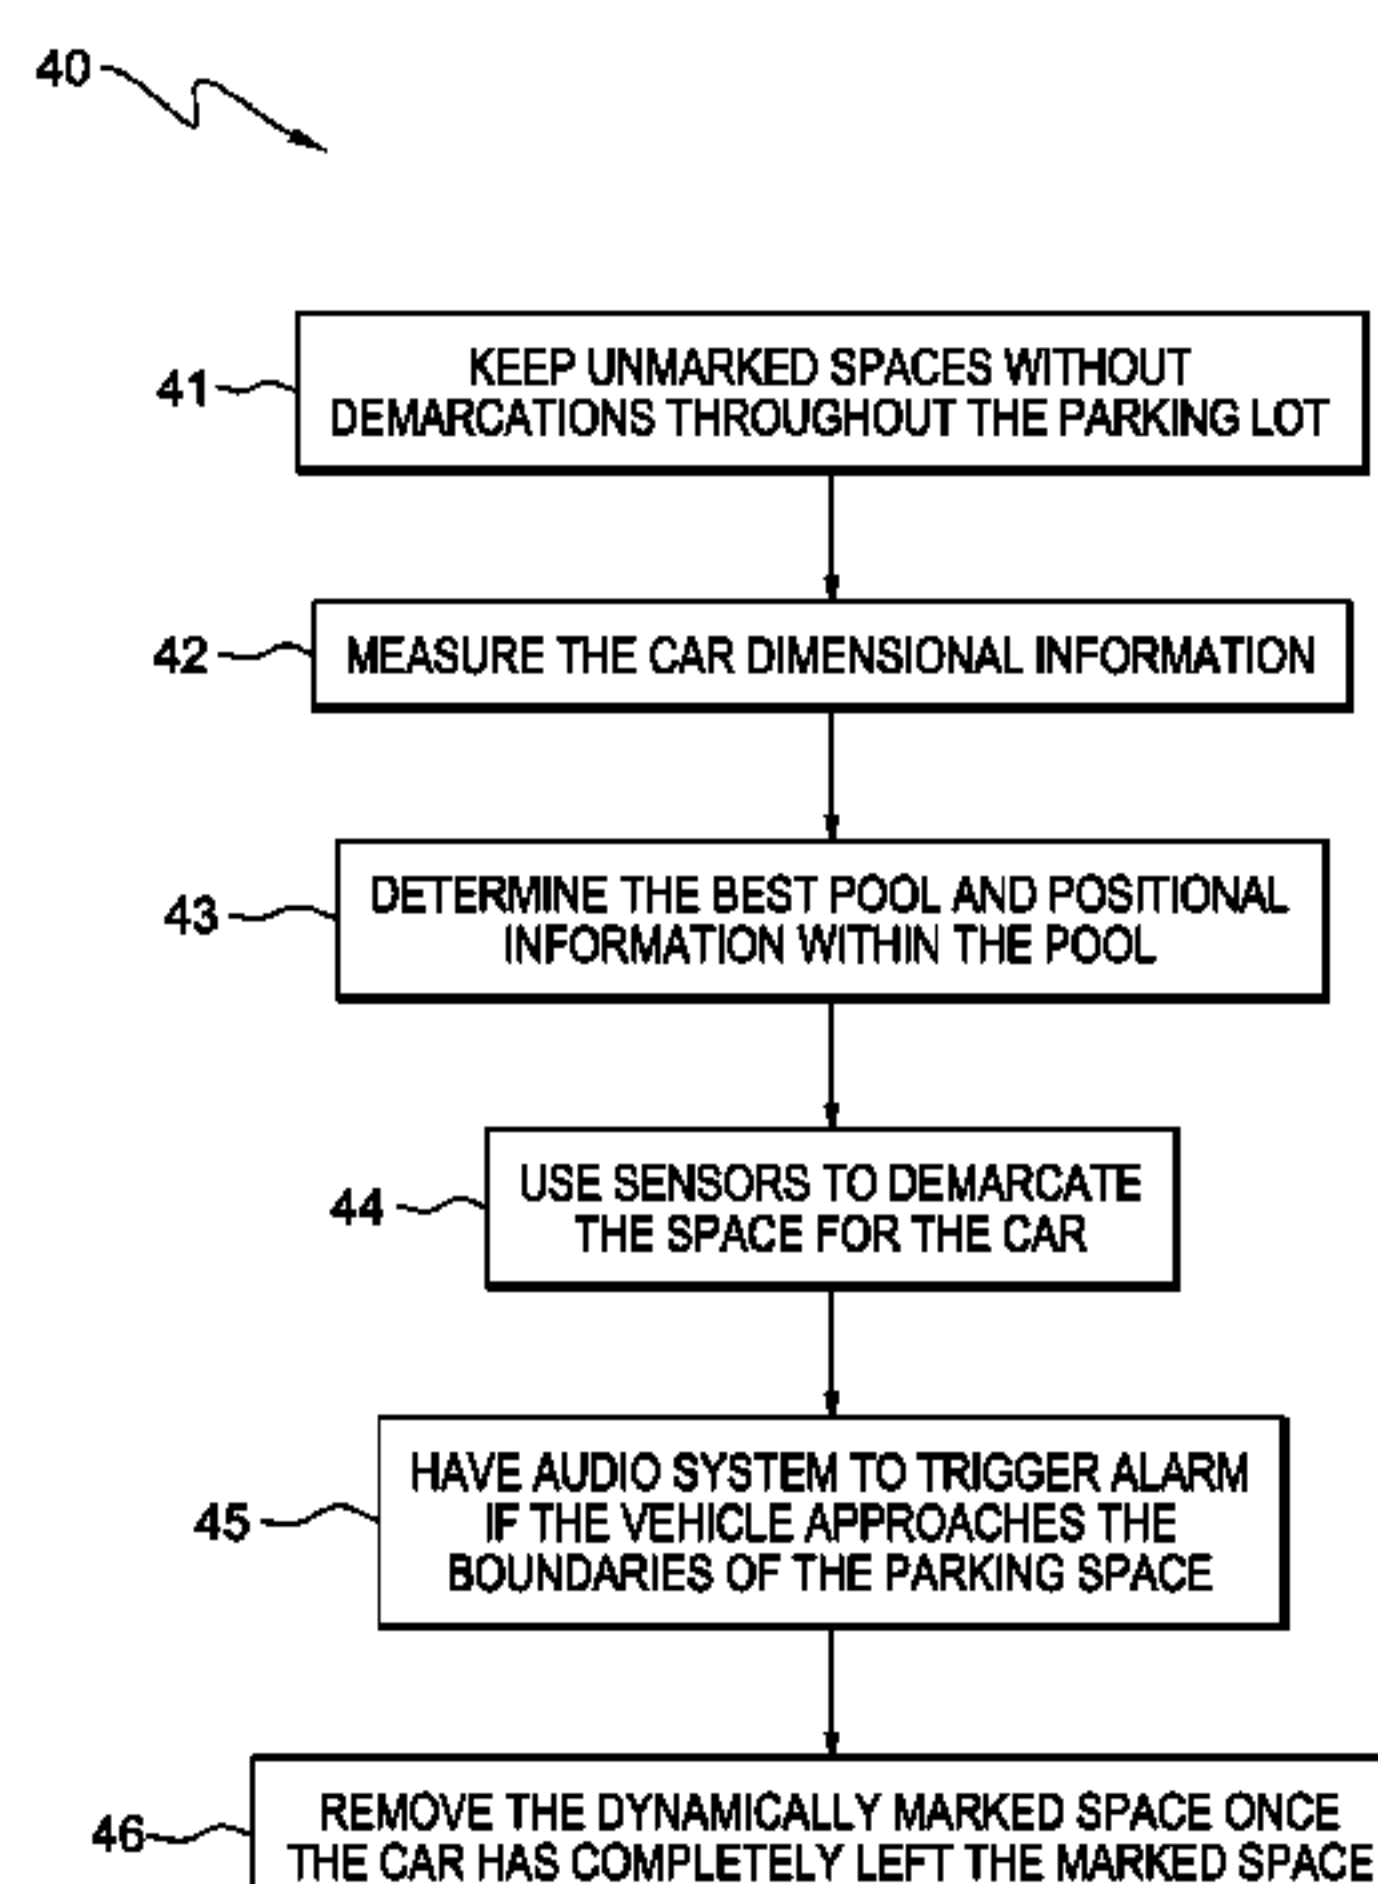 40
41
KEEP UNMARKED SPACES WITHOUT
DEMARCATIONS THROUGHOUT THE PARKING LOT
42
MEASURE THE CAR DIMENSIONAL INFORMATION
43
DETERMINE THE BEST POOL AND POSITIONAL
INFORMATION WITHIN THE POOL
44
USE SENSORS TO DEMARCATE
THE SPACE FOR THE CAR
45
HAVE AUDIO SYSTEM TO TRIGGER ALARM
IF THE VEHICLE APPROACHES THE
BOUNDARIES OF THE PARKING SPACE
46
REMOVE THE DYNAMICALLY MARKED SPACE ONCE
THE CAR HAS COMPLETELY LEFT THE MARKED SPACE